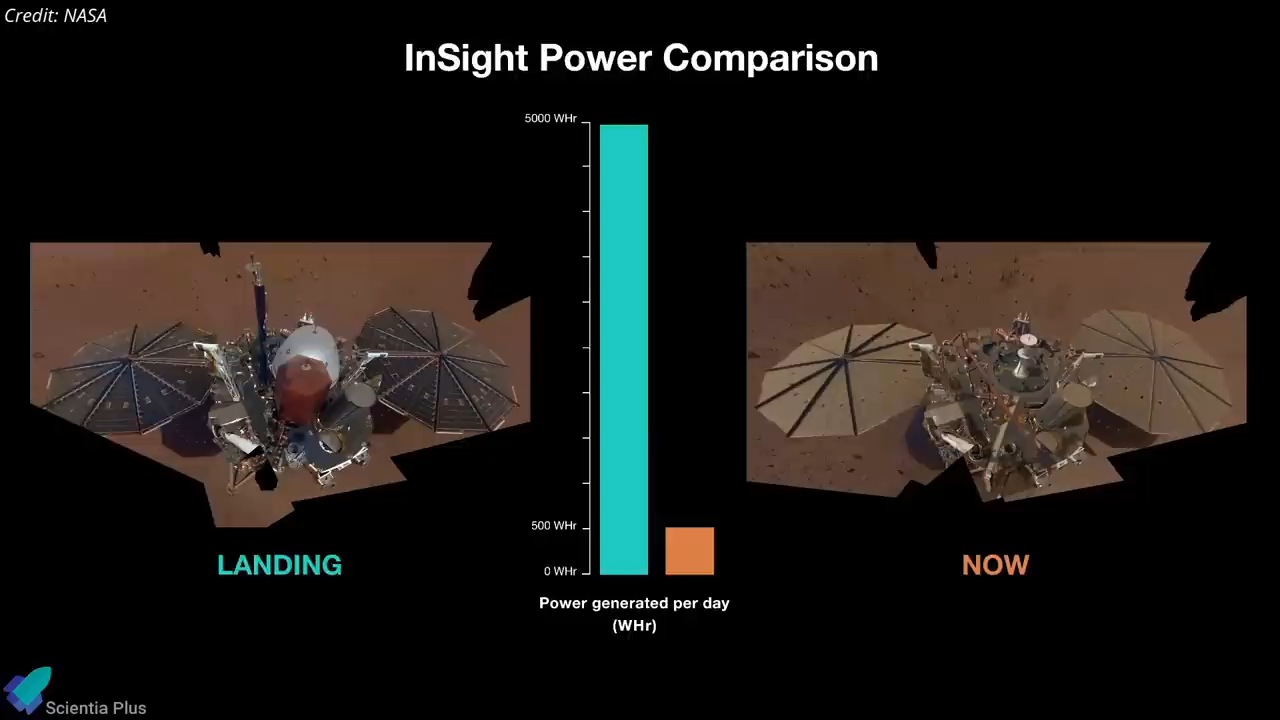 Credit: NASA
InSight Power Comparison
5000 WHr
500 WHr
0 WHr
LANDING
NOW
Power generated per day
(WHr)
Scientia Plus